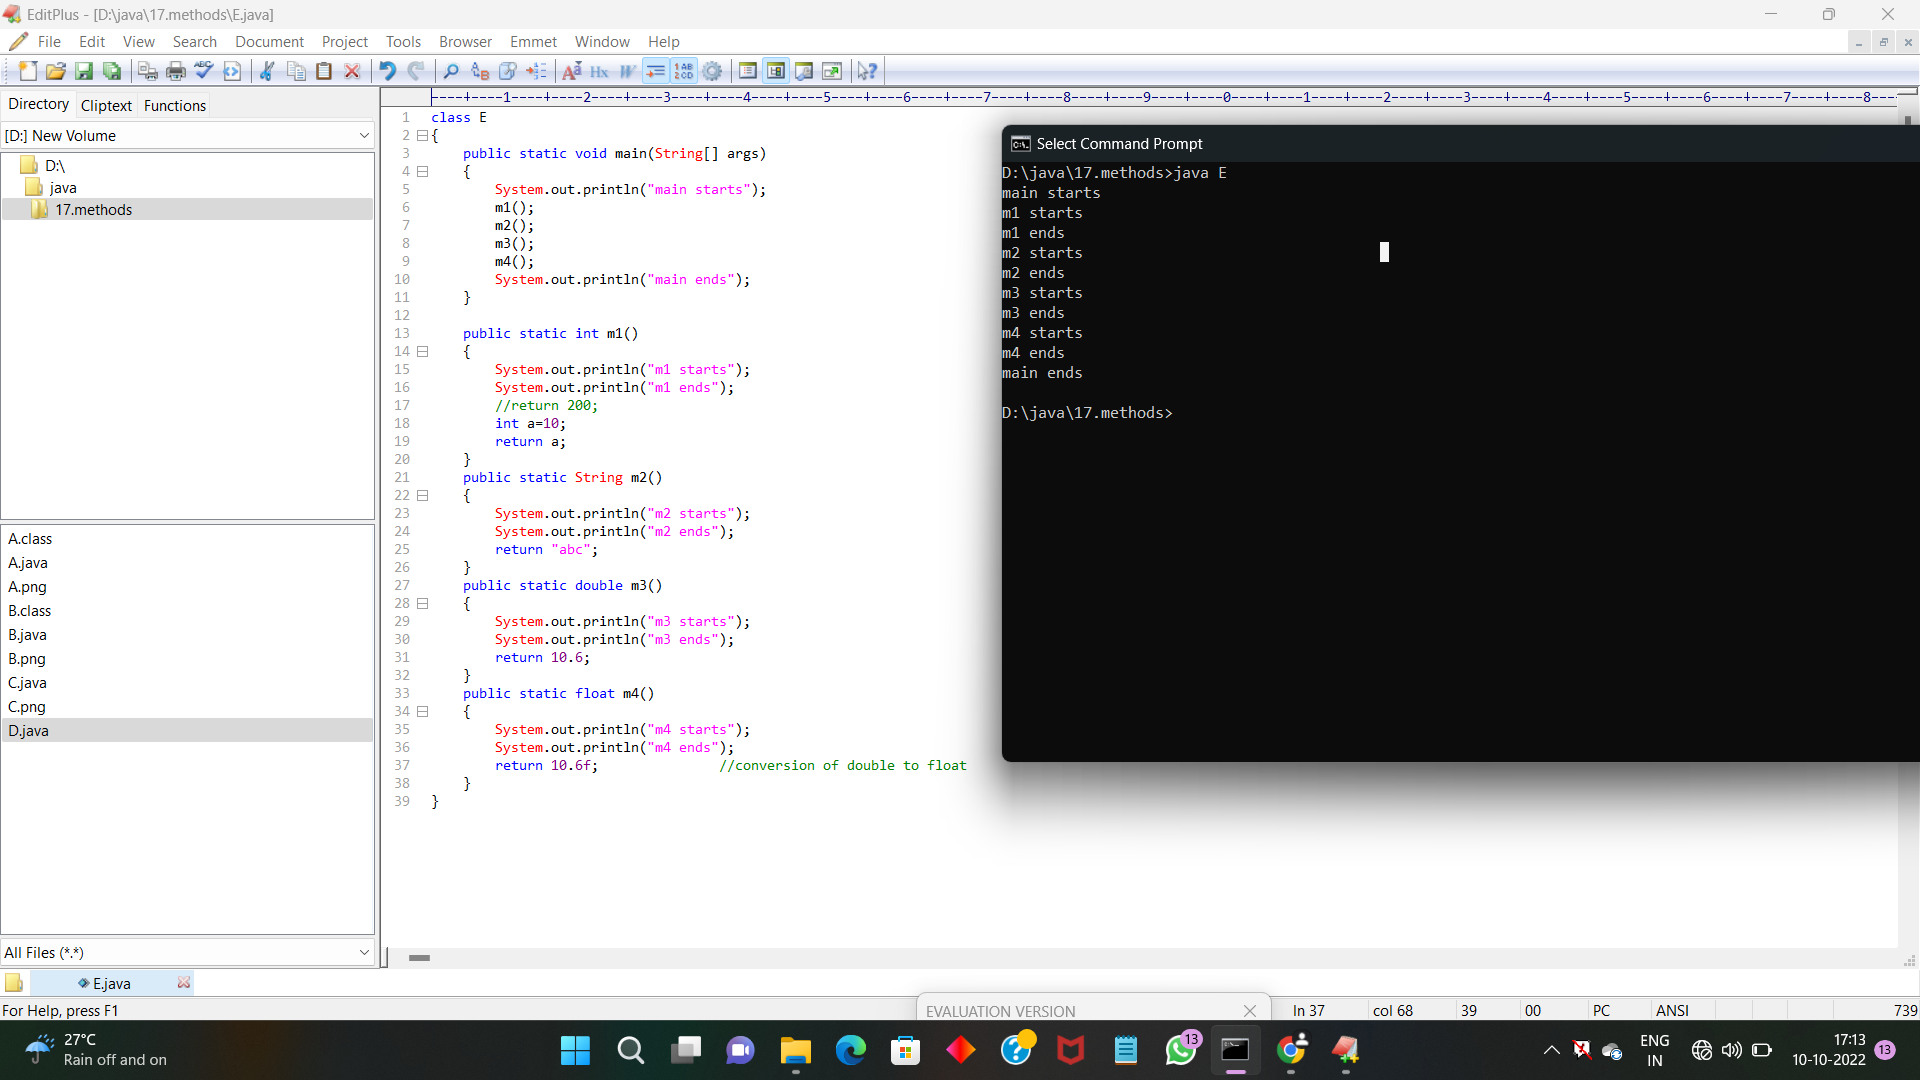 EditPlus - [D:\java\17.methods\E.java]
File Edit View Search Document Project Tools Browser Emmet Window Help
Directory Cliptext Functions
[D:] New Volume
D:\
java
17.methods
A.class
A.java
A.png
B.class
B.java
B.png
C.java
C.png
D.java
All Files (*.*)
----+----1----+----2----+----3----+----4----+----5----+----6----+----7----+----8----+----9----+----0----+----1----+----2----+----3----+----4----+----5----+----6----+----7----+----8---
1 class E
2 {
3     public static void main(String[] args)
4     {
5         System.out.println("main starts");
6         m1();
7         m2();
8         m3();
9         m4();
10         System.out.println("main ends");
11     }
12
13     public static int m1()
14     {
15         System.out.println("m1 starts");
16         System.out.println("m1 ends");
17         //return 200;
18         int a=10;
19         return a;
20     }
21     public static String m2()
22     {
23         System.out.println("m2 starts");
24         System.out.println("m2 ends");
25         return "abc";
26     }
27     public static double m3()
28     {
29         System.out.println("m3 starts");
30         System.out.println("m3 ends");
31         return 10.6;
32     }
33     public static float m4()
34     {
35         System.out.println("m4 starts");
36         System.out.println("m4 ends");
37         return 10.6f;               //conversion of double to float
38     }
39 }
Select Command Prompt
D:\java\17.methods>java E
main starts
m1 starts
m1 ends
m2 starts
m2 ends
m3 starts
m3 ends
m4 starts
m4 ends
main ends
D:\java\17.methods>
E.java
For Help, press F1
EVALUATION VERSION
ln 37 col 68 39 00 PC ANSI 739
27°C
Rain off and on
13
ENG
IN
17:13
10-10-2022
13